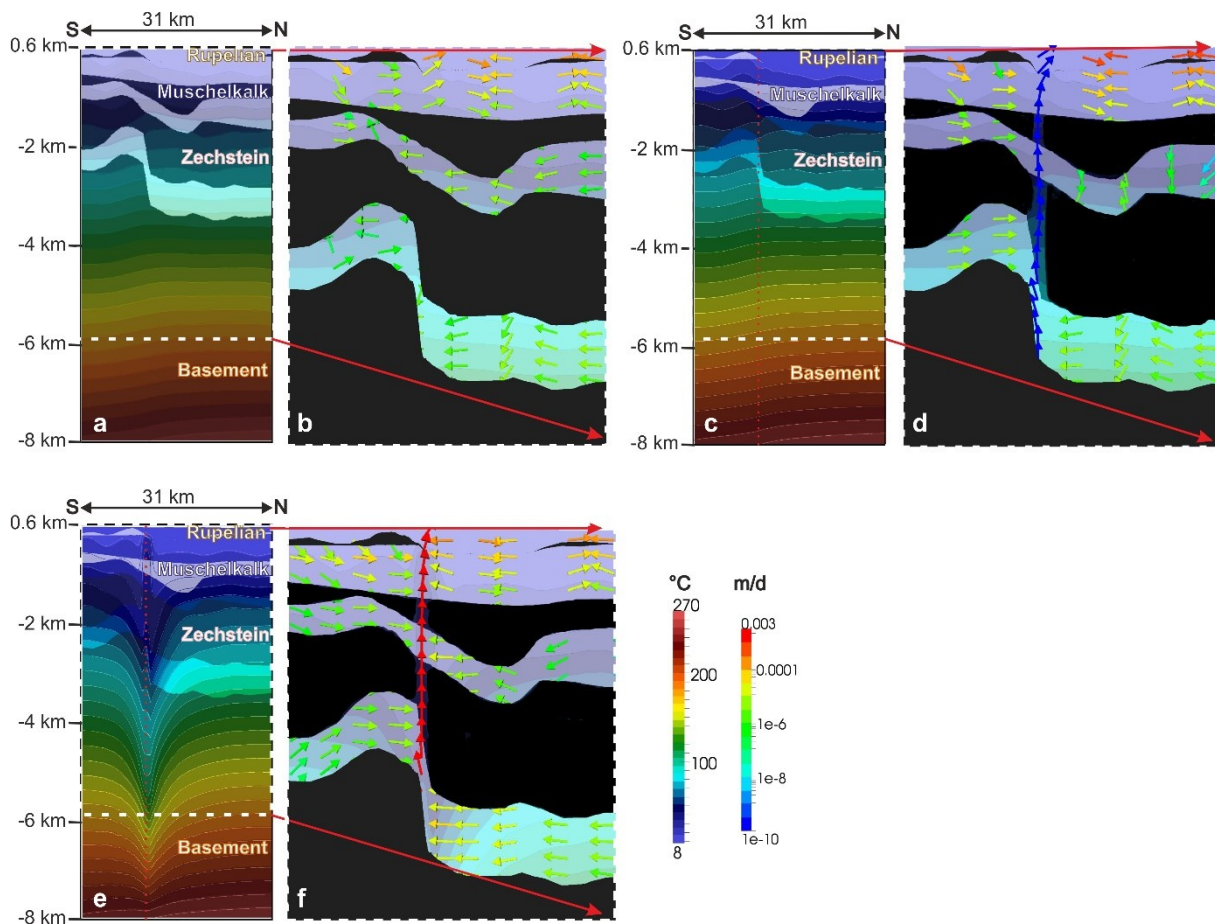 31 km
S N
0.6 km
Rupelian
Muschelkalk
-2 km
Zechstein
-4 km
-6 km
Basement
-8 km
a
b
31 km
S N
0.6 km
Rupelian
Muschelkalk
-2 km
Zechstein
-4 km
-6 km
Basement
-8 km
c
d
31 km
S N
0.6 km
Rupelian
Muschelkalk
-2 km
Zechstein
-4 km
-6 km
Basement
-8 km
e
f
°C m/d
270
200
100
8
0.003
0.0001
1e-6
1e-8
1e-10